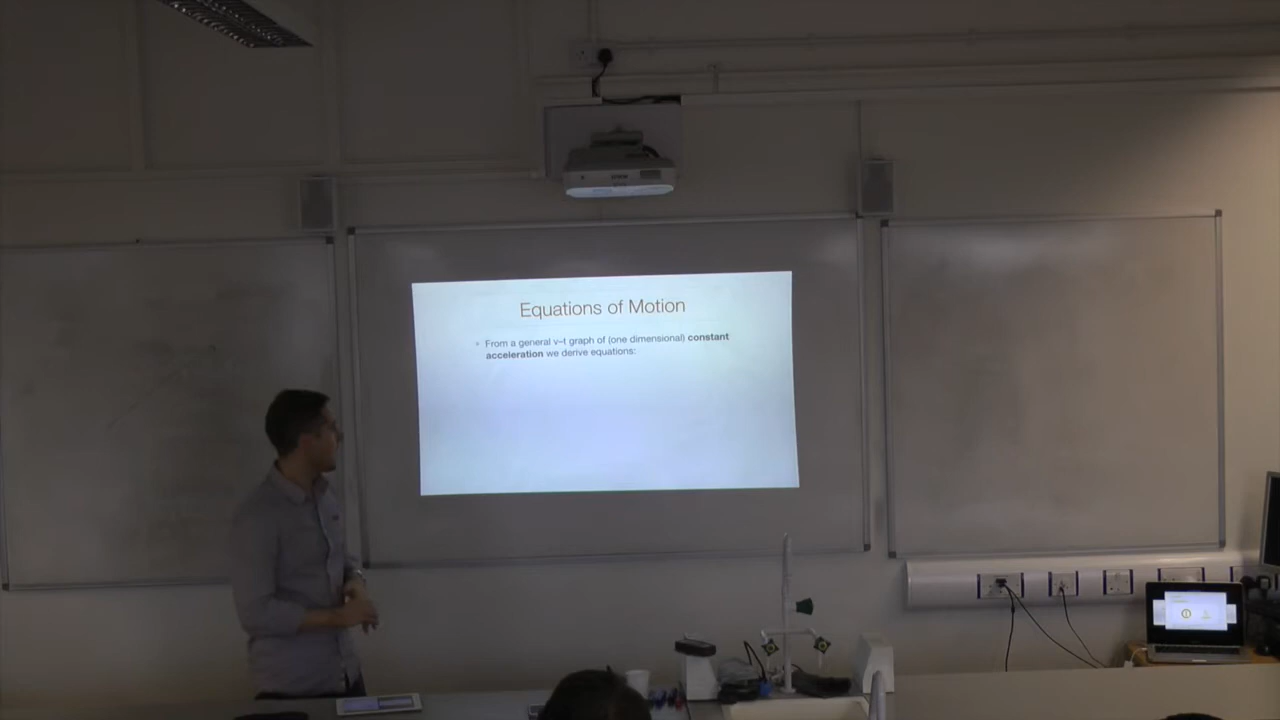 Equations of Motion
From a general v–t graph of (one dimensional) constant
acceleration we derive equations: